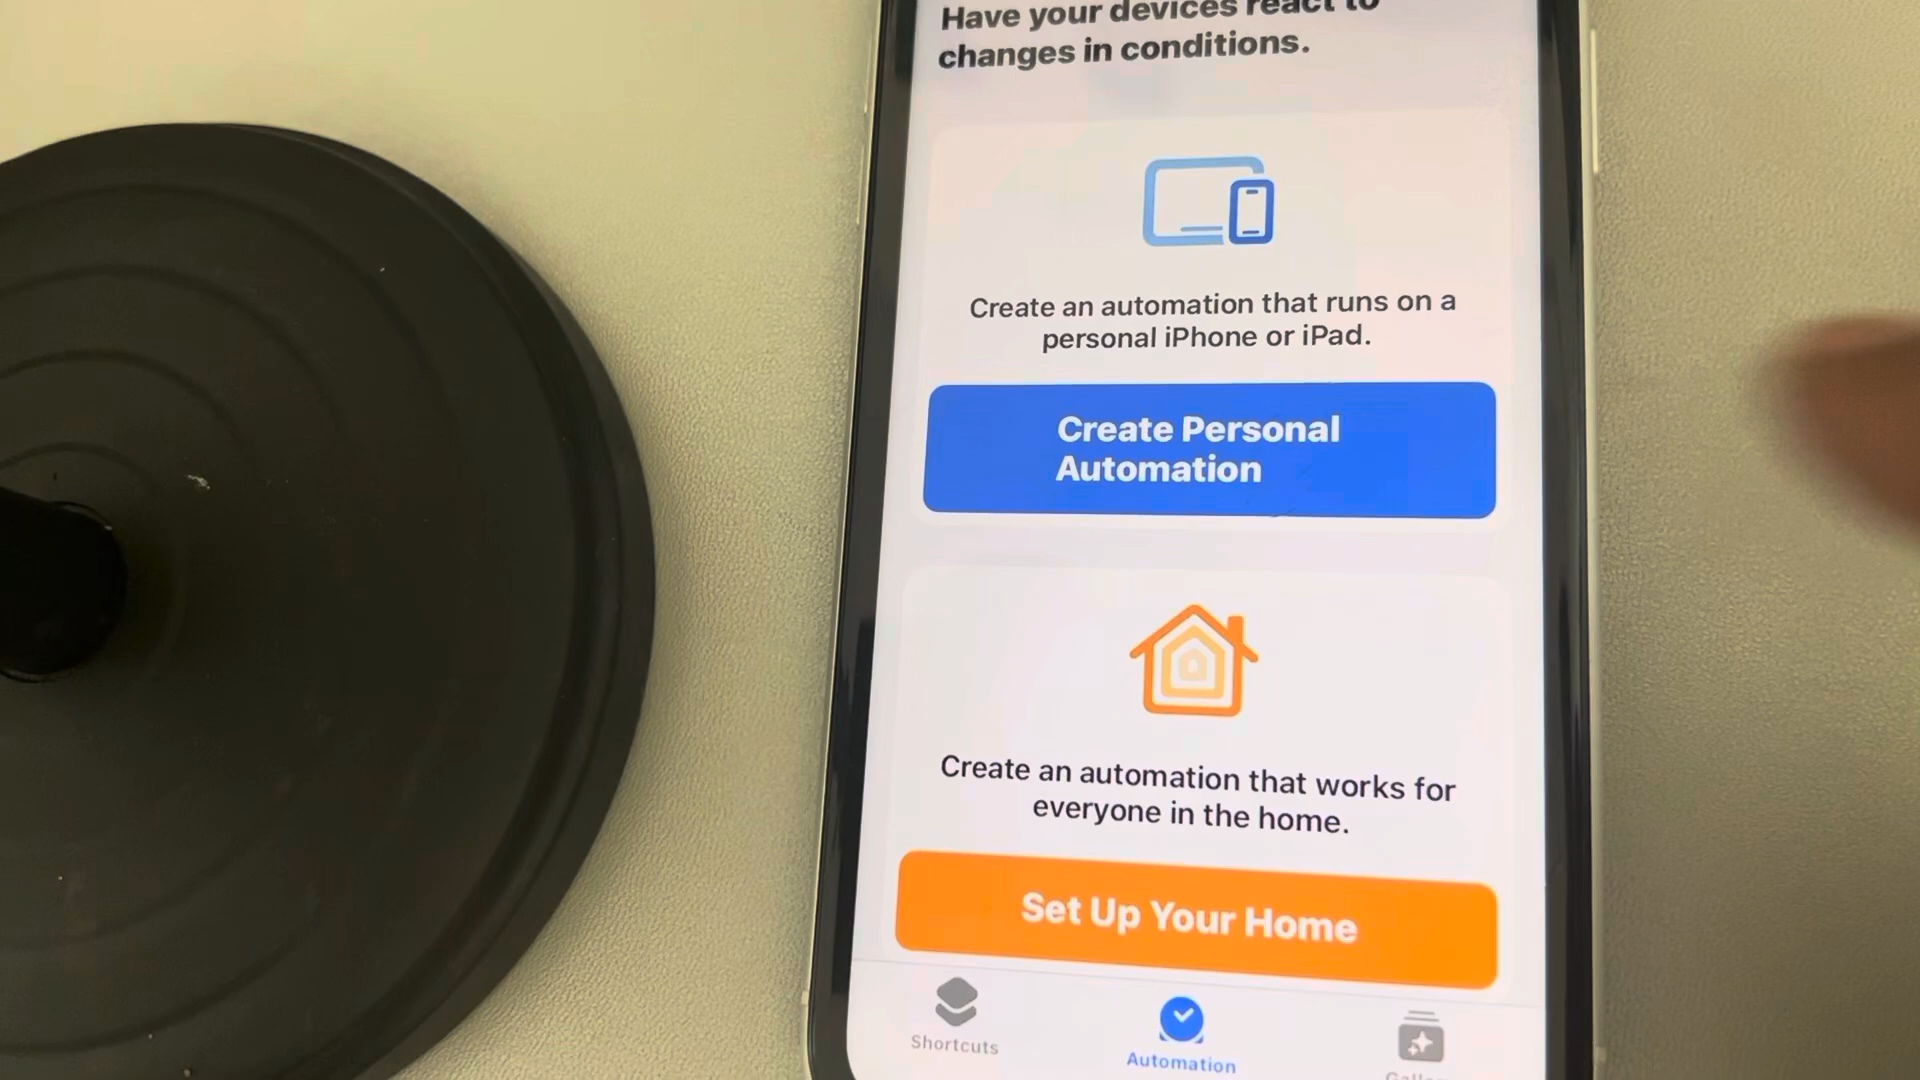 Have your devices react to
changes in conditions.
Create an automation that runs on a
personal iPhone or iPad.
Create Personal
Automation
Create an automation that works for
everyone in the home.
Set Up Your Home
Shortcuts
Automation